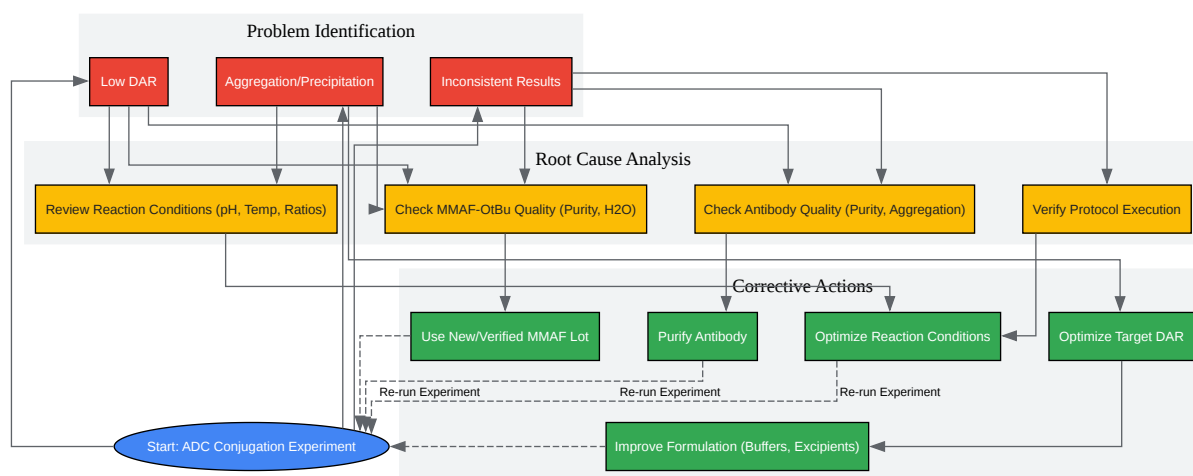 Problem Identification
Low DAR
Aggregation/Precipitation
Inconsistent Results
Root Cause Analysis
Review Reaction Conditions (pH, Temp, Ratios)
Check MMAF-OtBu Quality (Purity, H2O)
Check Antibody Quality (Purity, Aggregation)
Verify Protocol Execution
Corrective Actions
Use New/Verified MMAF Lot
Purify Antibody
Optimize Reaction Conditions
Optimize Target DAR
Re-run Experiment
Re-run Experiment
Re-run Experiment
Start: ADC Conjugation Experiment
Improve Formulation (Buffers, Excipients)